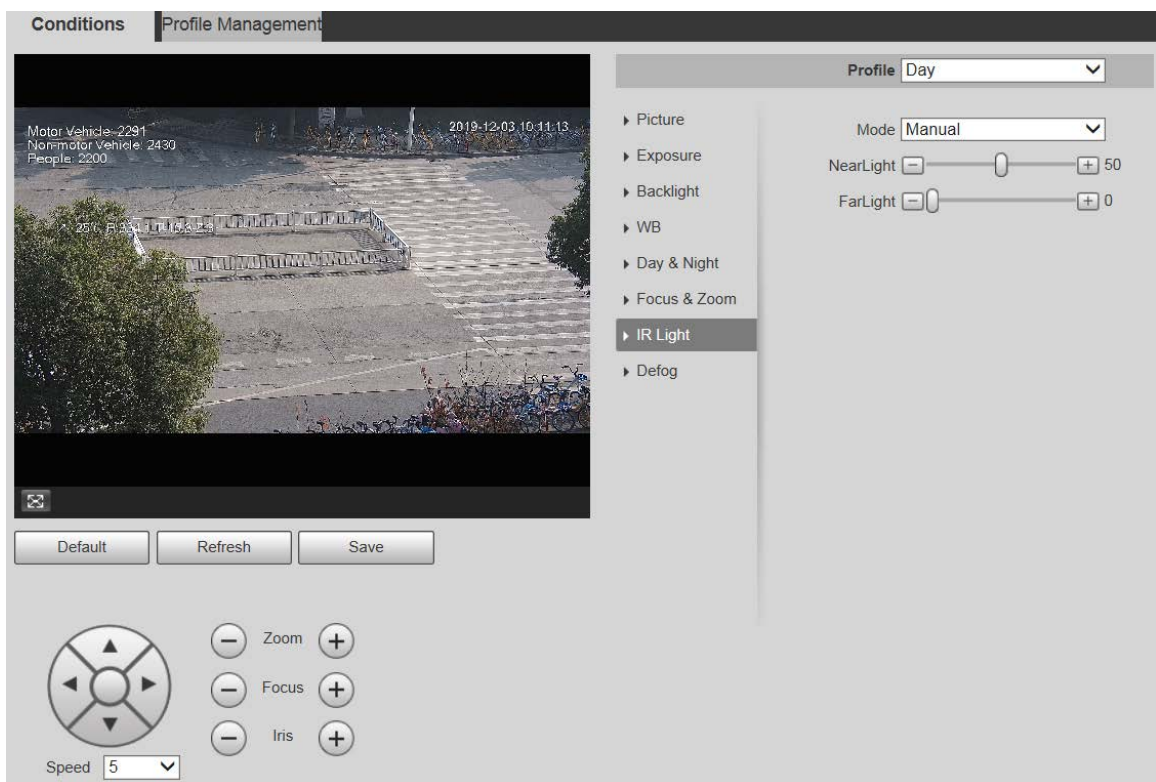 Conditions
Profile Management
Motor Vehicle: 2291
Non-motor Vehicle: 2430
People: 2200
2019-12-03 10:11:13
Default
Refresh
Save
Zoom
Focus
Iris
Speed 5
Profile Day
Picture
Exposure
Backlight
WB
Day & Night
Focus & Zoom
IR Light
Defog
Mode Manual
NearLight 50
FarLight 0